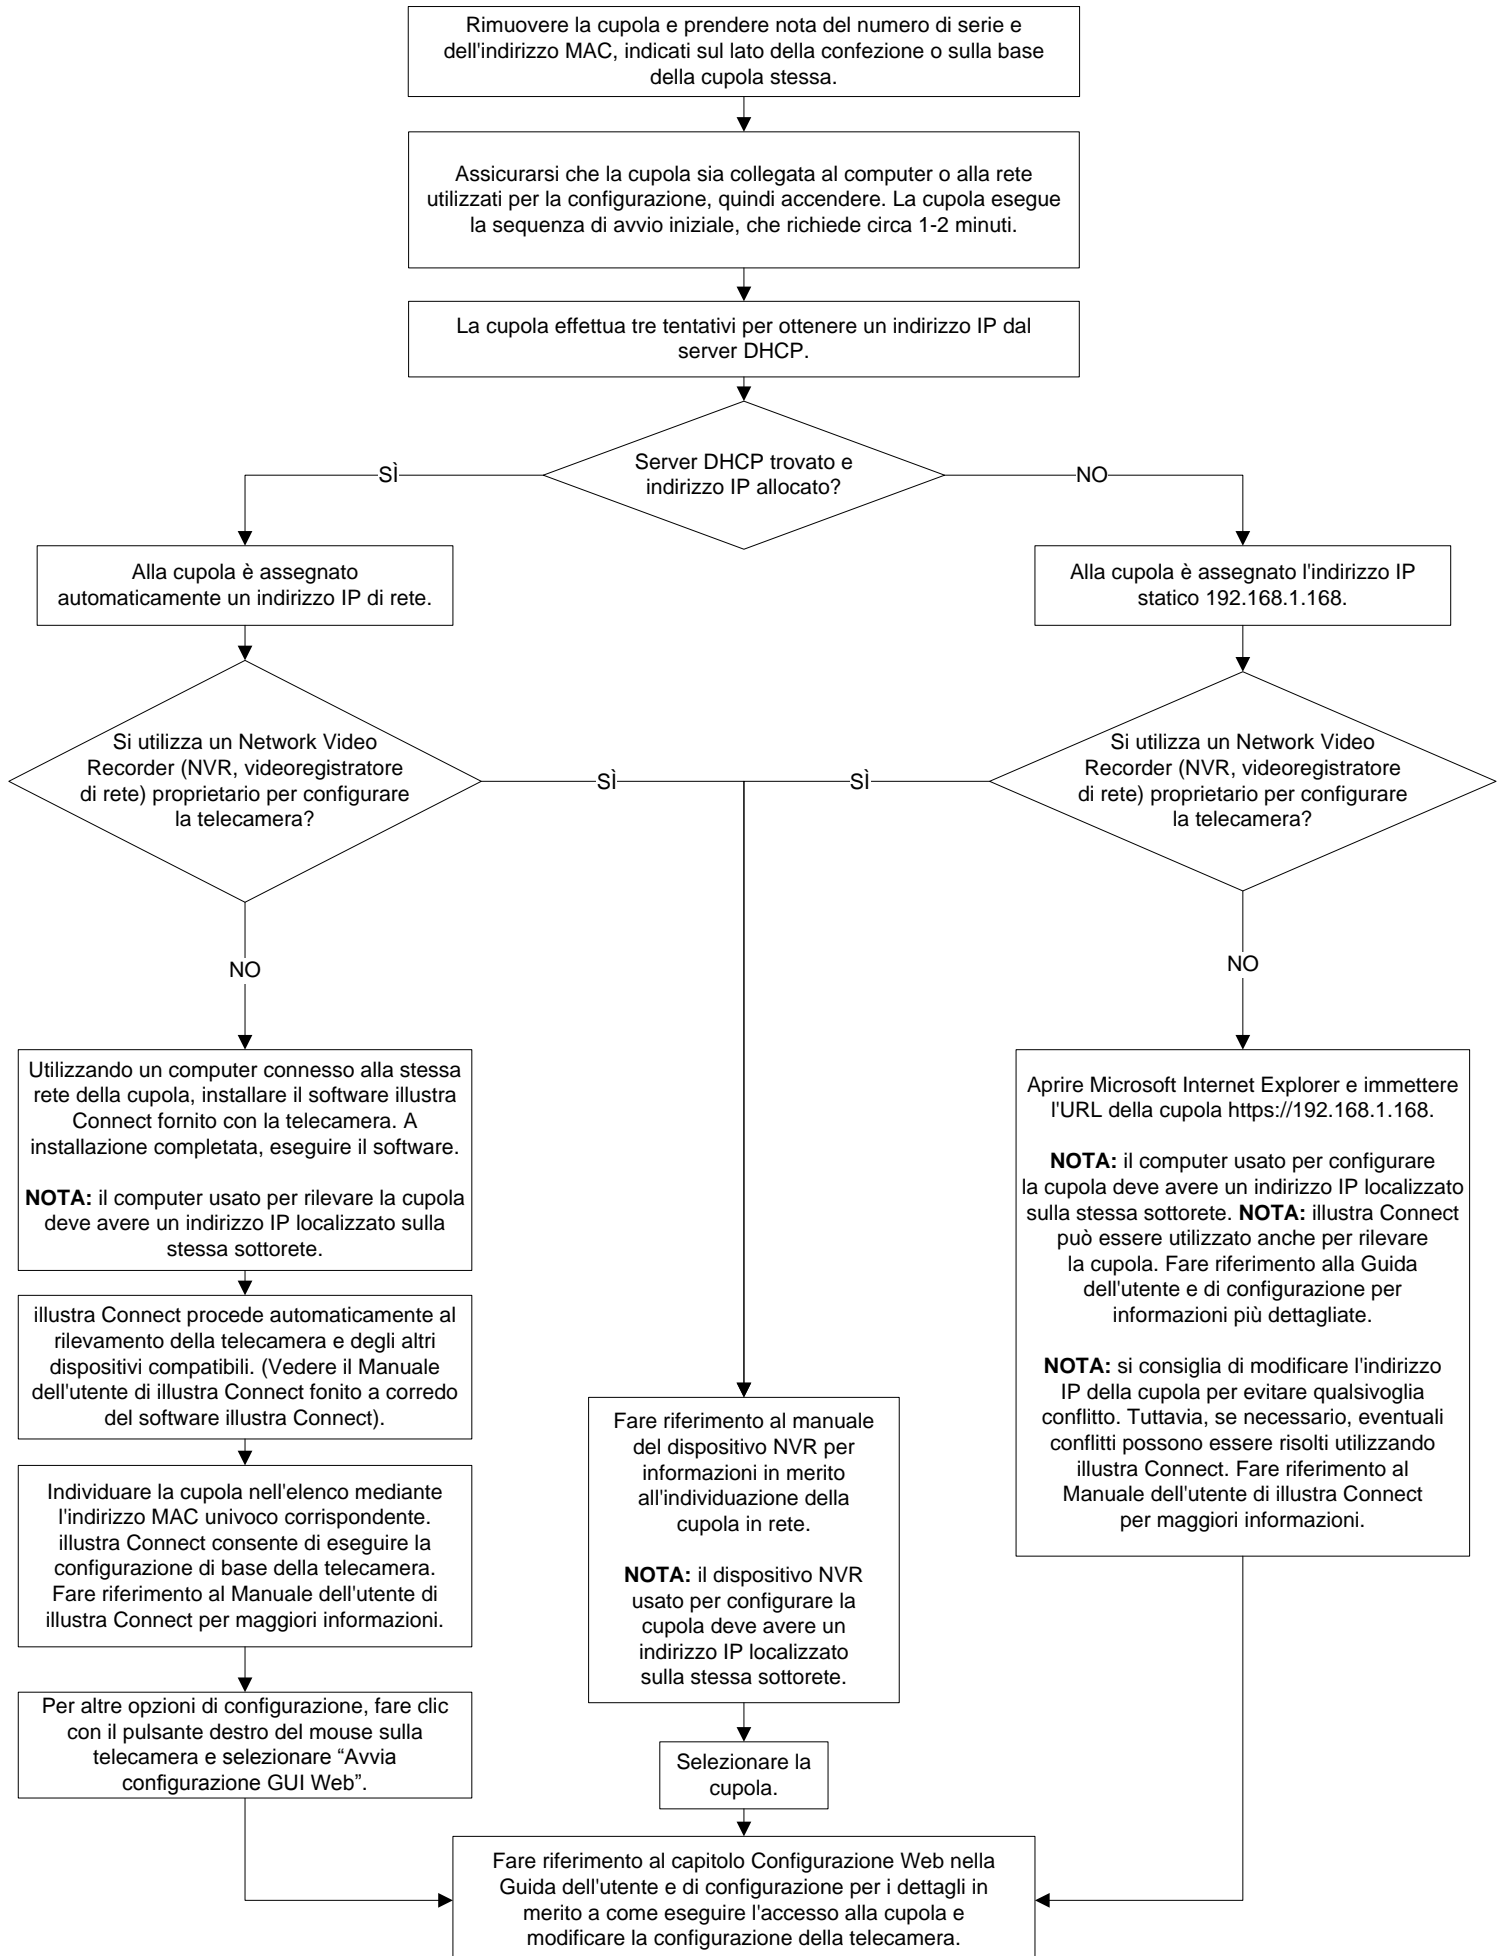 Rimuovere la cupola e prendere nota del numero di serie e
dell'indirizzo MAC, indicati sul lato della confezione o sulla base
della cupola stessa.
Assicurarsi che la cupola sia collegata al computer o alla rete
utilizzati per la configurazione, quindi accendere. La cupola esegue
la sequenza di avvio iniziale, che richiede circa 1-2 minuti.
La cupola effettua tre tentativi per ottenere un indirizzo IP dal
server DHCP.
Server DHCP trovato e
indirizzo IP allocato?
SÌ
NO
Alla cupola è assegnato
automaticamente un indirizzo IP di rete.
Alla cupola è assegnato l'indirizzo IP
statico 192.168.1.168.
Si utilizza un Network Video
Recorder (NVR, videoregistratore
di rete) proprietario per configurare
la telecamera?
SÌ
SÌ
Si utilizza un Network Video
Recorder (NVR, videoregistratore
di rete) proprietario per configurare
la telecamera?
NO
NO
Utilizzando un computer connesso alla stessa
rete della cupola, installare il software illustra
Connect fornito con la telecamera. A
installazione completata, eseguire il software.
NOTA: il computer usato per rilevare la cupola
deve avere un indirizzo IP localizzato sulla
stessa sottorete.
illustra Connect procede automaticamente al
rilevamento della telecamera e degli altri
dispositivi compatibili. (Vedere il Manuale
dell'utente di illustra Connect fonito a corredo
del software illustra Connect).
Individuare la cupola nell'elenco mediante
l'indirizzo MAC univoco corrispondente.
illustra Connect consente di eseguire la
configurazione di base della telecamera.
Fare riferimento al Manuale dell'utente di
illustra Connect per maggiori informazioni.
Per altre opzioni di configurazione, fare clic
con il pulsante destro del mouse sulla
telecamera e selezionare “Avvia
configurazione GUI Web”.
Fare riferimento al manuale
del dispositivo NVR per
informazioni in merito
all'individuazione della
cupola in rete.
NOTA: il dispositivo NVR
usato per configurare la
cupola deve avere un
indirizzo IP localizzato
sulla stessa sottorete.
Selezionare la
cupola.
Aprire Microsoft Internet Explorer e immettere
l'URL della cupola https://192.168.1.168.
NOTA: il computer usato per configurare
la cupola deve avere un indirizzo IP localizzato
sulla stessa sottorete. NOTA: illustra Connect
può essere utilizzato anche per rilevare
la cupola. Fare riferimento alla Guida
dell'utente e di configurazione per
informazioni più dettagliate.
NOTA: si consiglia di modificare l'indirizzo
IP della cupola per evitare qualsivoglia
conflitto. Tuttavia, se necessario, eventuali
conflitti possono essere risolti utilizzando
illustra Connect. Fare riferimento al
Manuale dell'utente di illustra Connect
per maggiori informazioni.
Fare riferimento al capitolo Configurazione Web nella
Guida dell'utente e di configurazione per i dettagli in
merito a come eseguire l'accesso alla cupola e
modificare la configurazione della telecamera.